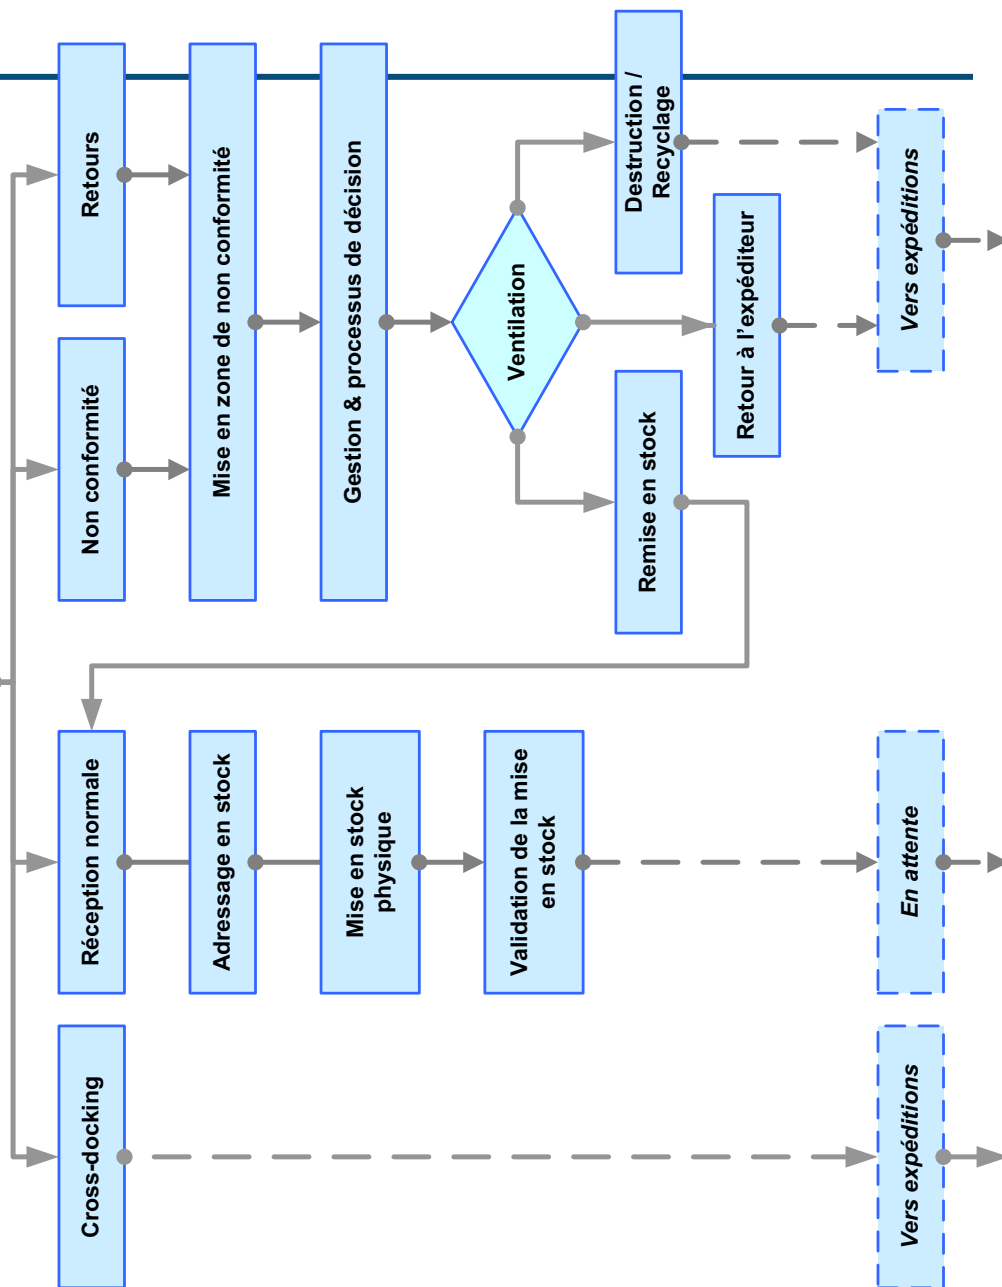 Cross-docking
Réception normale
Non conformité
Retours
Adressage en stock
Mise en zone de non conformité
Mise en stock
physique
Gestion & processus de décision
Validation de la mise
en stock
Ventilation
Remise en stock
Destruction /
Recyclage
Retour à l'expéditeur
Vers expéditions
En attente
Vers expéditions